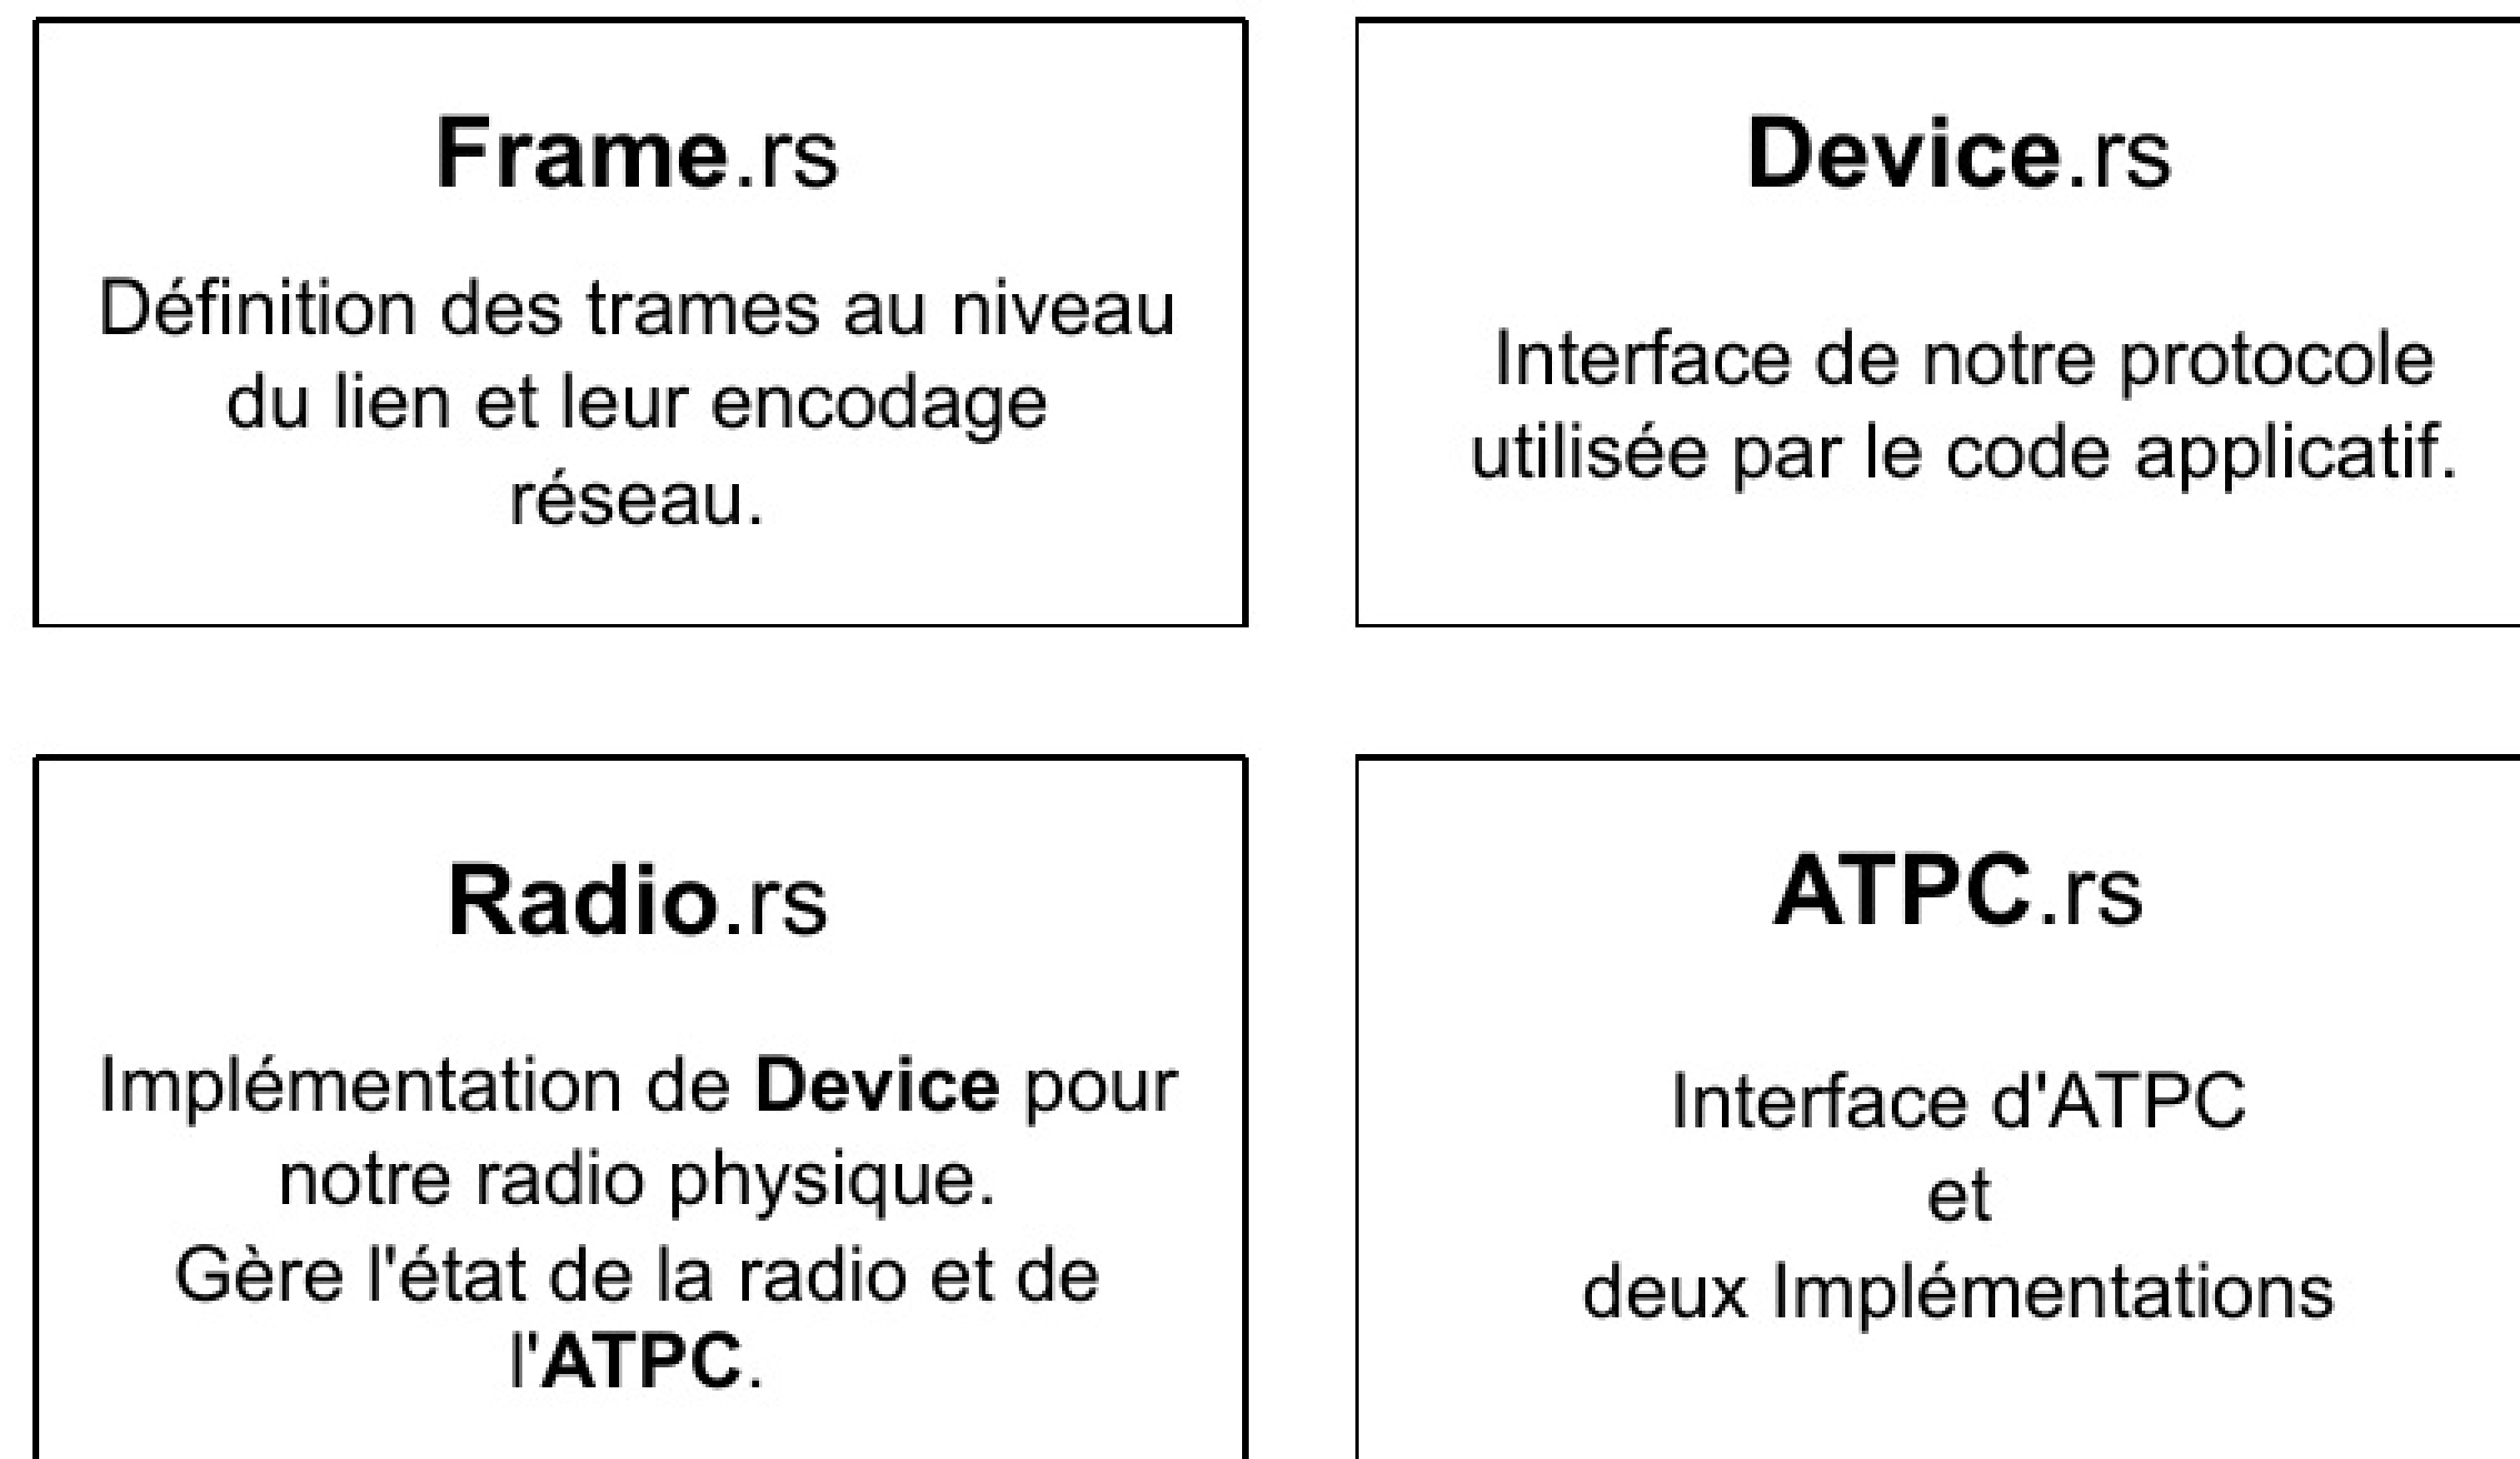 Frame.rs
Définition des trames au niveau
du lien et leur encodage
réseau.
Device.rs
Interface de notre protocole
utilisée par le code applicatif.
Radio.rs
Implémentation de Device pour
notre radio physique.
Gère l'état de la radio et de
l'ATPC.
ATPC.rs
Interface d'ATPC
et
deux Implémentations